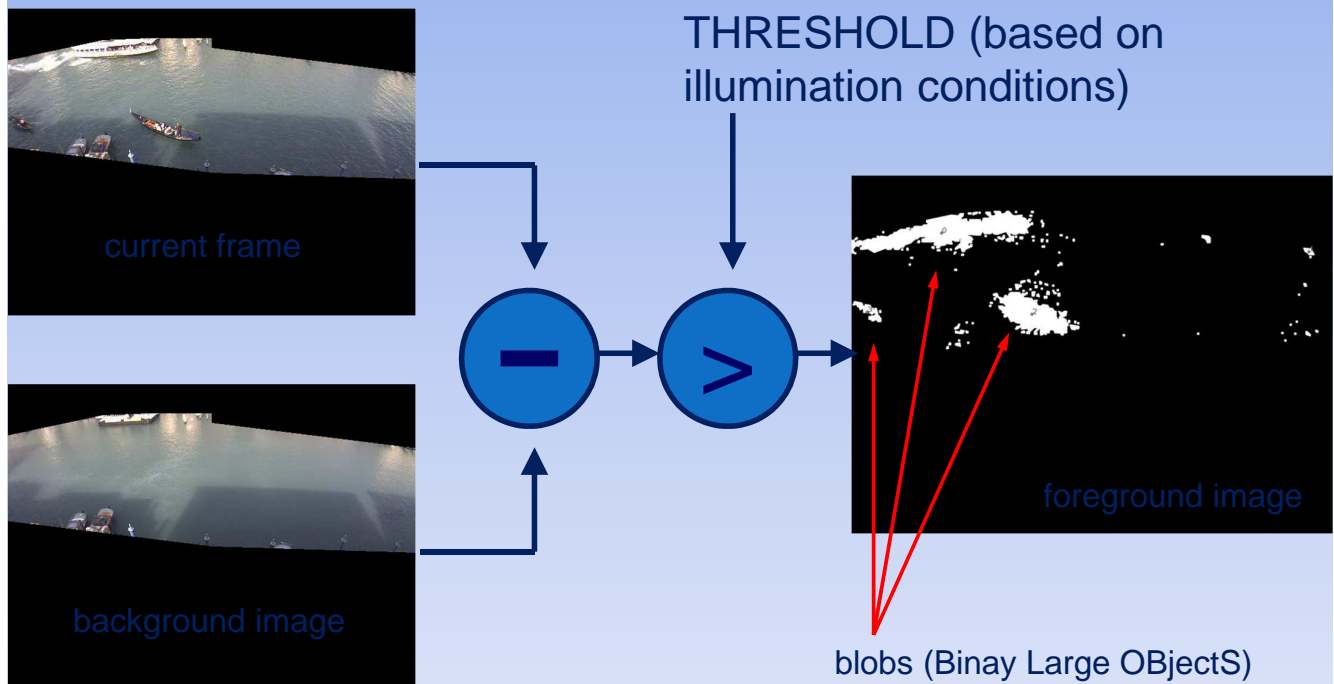 THRESHOLD (based on
illumination conditions)
current frame
−
>
foreground image
background image
blobs (Binay Large OBjectS)